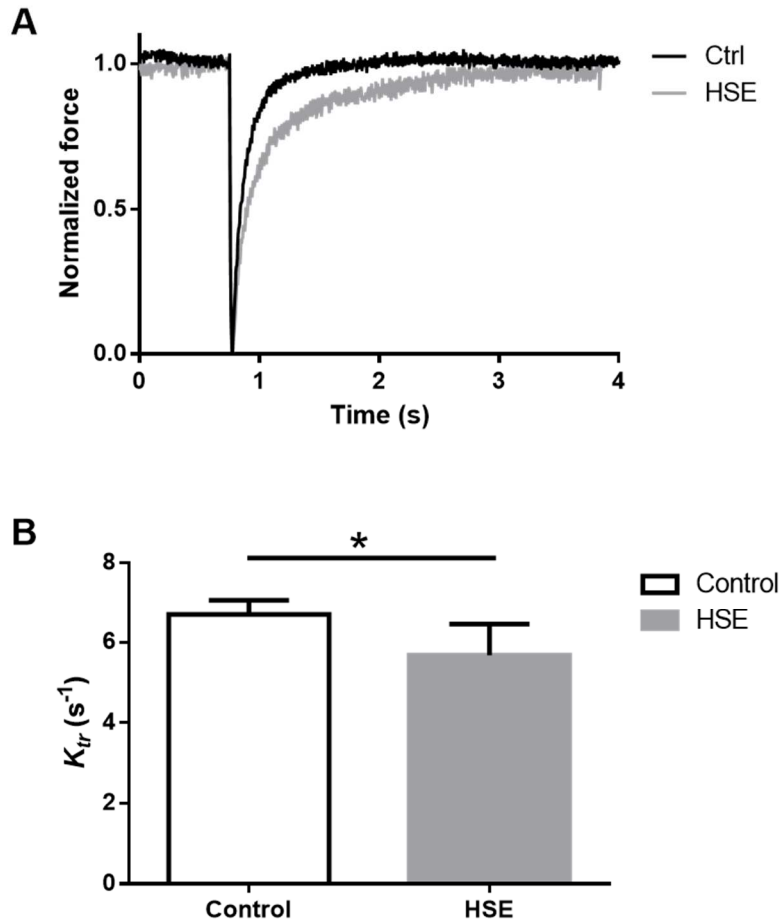 A
Normalized force
1.0
0.5
0.0
0 1 2 3 4
Time (s)
Ctrl
HSE
B
*
Ktr (s-1)
8
6
4
2
0
Control HSE
Control
HSE